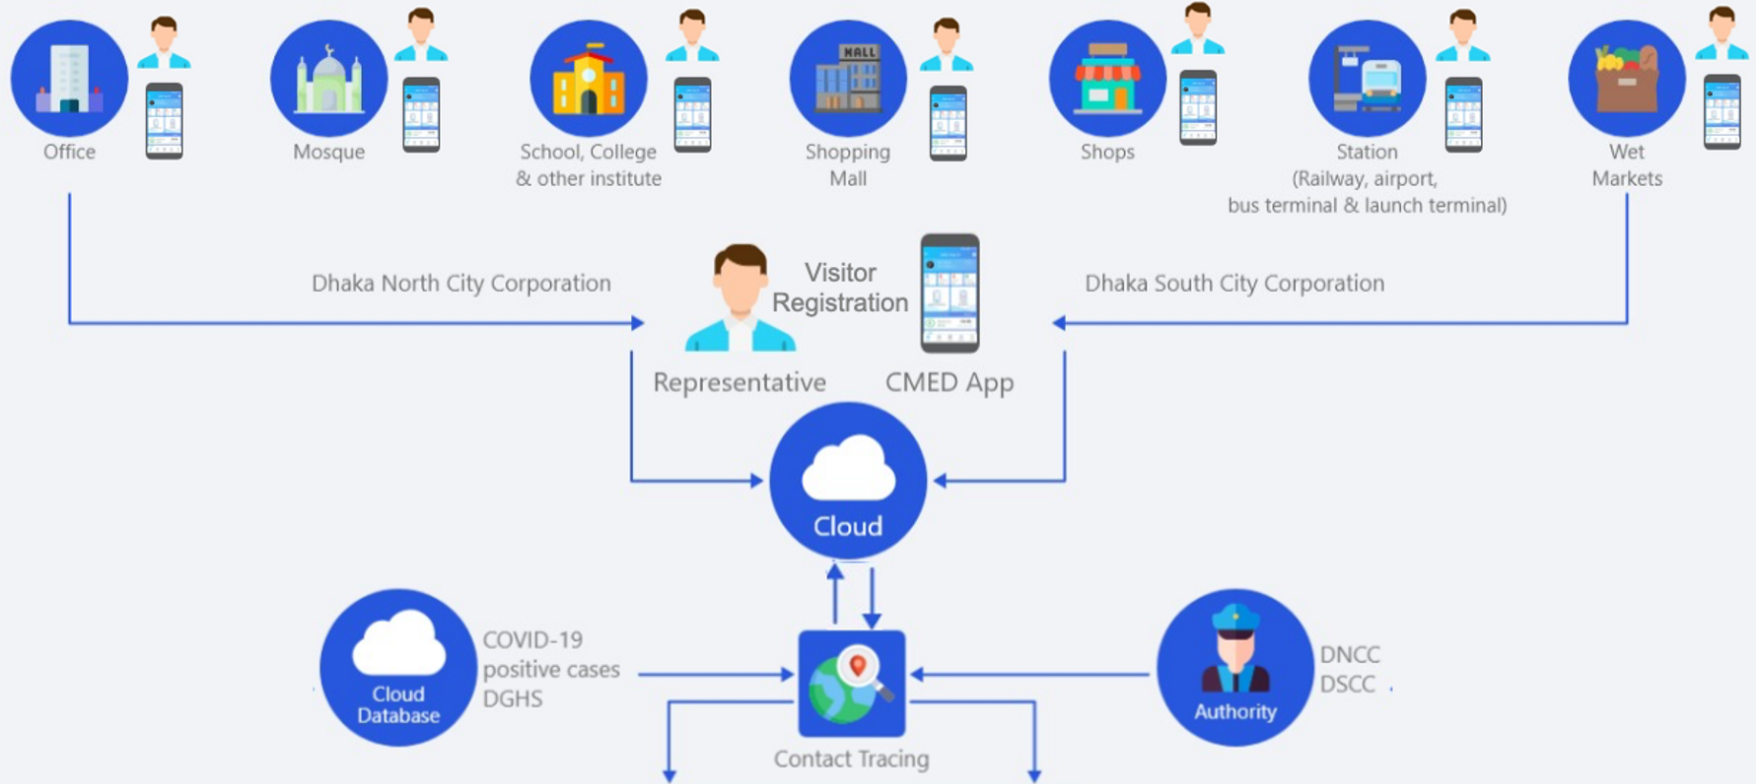 Office
Mosque
School, College
& other institute
MALL
Shopping
Mall
Shops
Station
(Railway, airport,
bus terminal & launch terminal)
Wet
Markets
Dhaka North City Corporation
Visitor
Registration
Dhaka South City Corporation
Representative
CMED App
Cloud
COVID-19
positive cases
DGHS
Cloud
Database
DNCC
DSCC
Authority
Contact Tracing